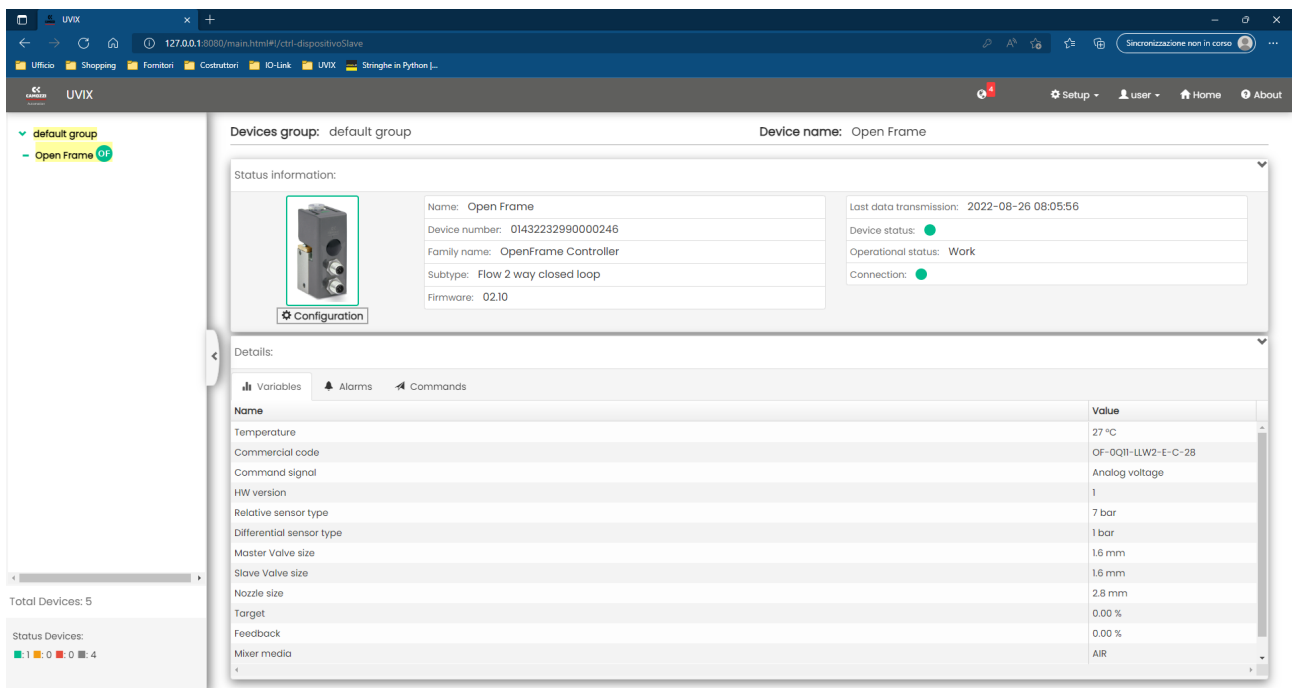 UVIX
127.0.0.1:8080/main.html#!/ctrl-dispositivoSlave
Sincronizzazione non in corso
Ufficio Shopping Fornitori Costruttori IO-Link UVIX Stringhe in Python |...
CAMOZZI
Automation
UVIX
4
Setup user Home About
default group
Open Frame OF
Devices group: default group Device name: Open Frame
Status information:
Name: Open Frame
Device number: 01432232990000246
Family name: OpenFrame Controller
Subtype: Flow 2 way closed loop
Firmware: 02.10
Last data transmission: 2022-08-26 08:05:56
Device status:
Operational status: Work
Connection:
Configuration
Details:
Variables Alarms Commands
Name Value
Temperature 27 °C
Commercial code OF-0Q11-LLW2-E-C-28
Command signal Analog voltage
HW version 1
Relative sensor type 7 bar
Differential sensor type 1 bar
Master Valve size 1.6 mm
Slave Valve size 1.6 mm
Nozzle size 2.8 mm
Target 0.00 %
Feedback 0.00 %
Mixer media AIR
Total Devices: 5
Status Devices:
: 1 : 0 : 0 : 4